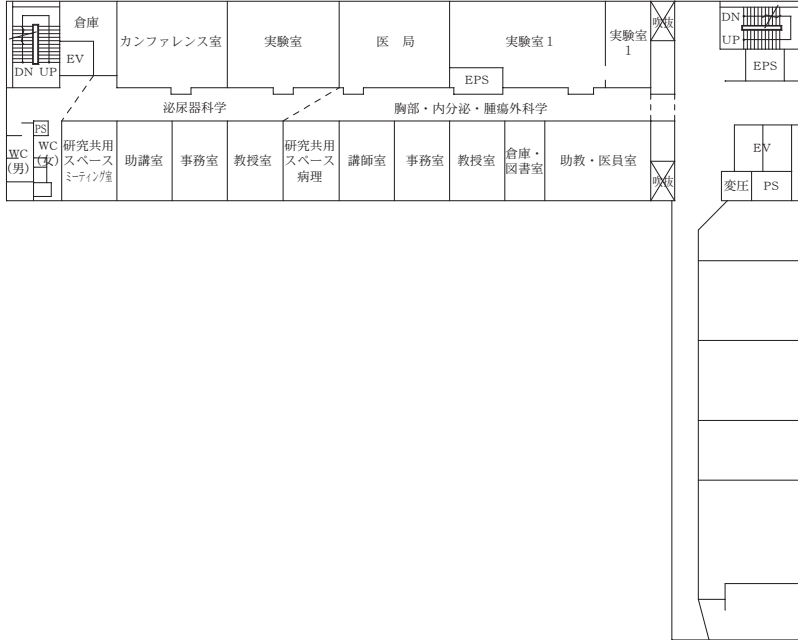 倉庫
EV
DN UP
カンファレンス室
実験室
医 局
実験室1
EPS
実験室
1
吹抜
DN
UP
EPS
泌尿器科学
胸部・内分泌・腫瘍外科学
WC
(男)
PS
WC
(女)
研究共用
スペース
ミーティング室
助講室
事務室
教授室
研究共用
スペース
病理
講師室
事務室
教授室
倉庫・
図書室
助教・医員室
吹抜
EV
変圧
PS